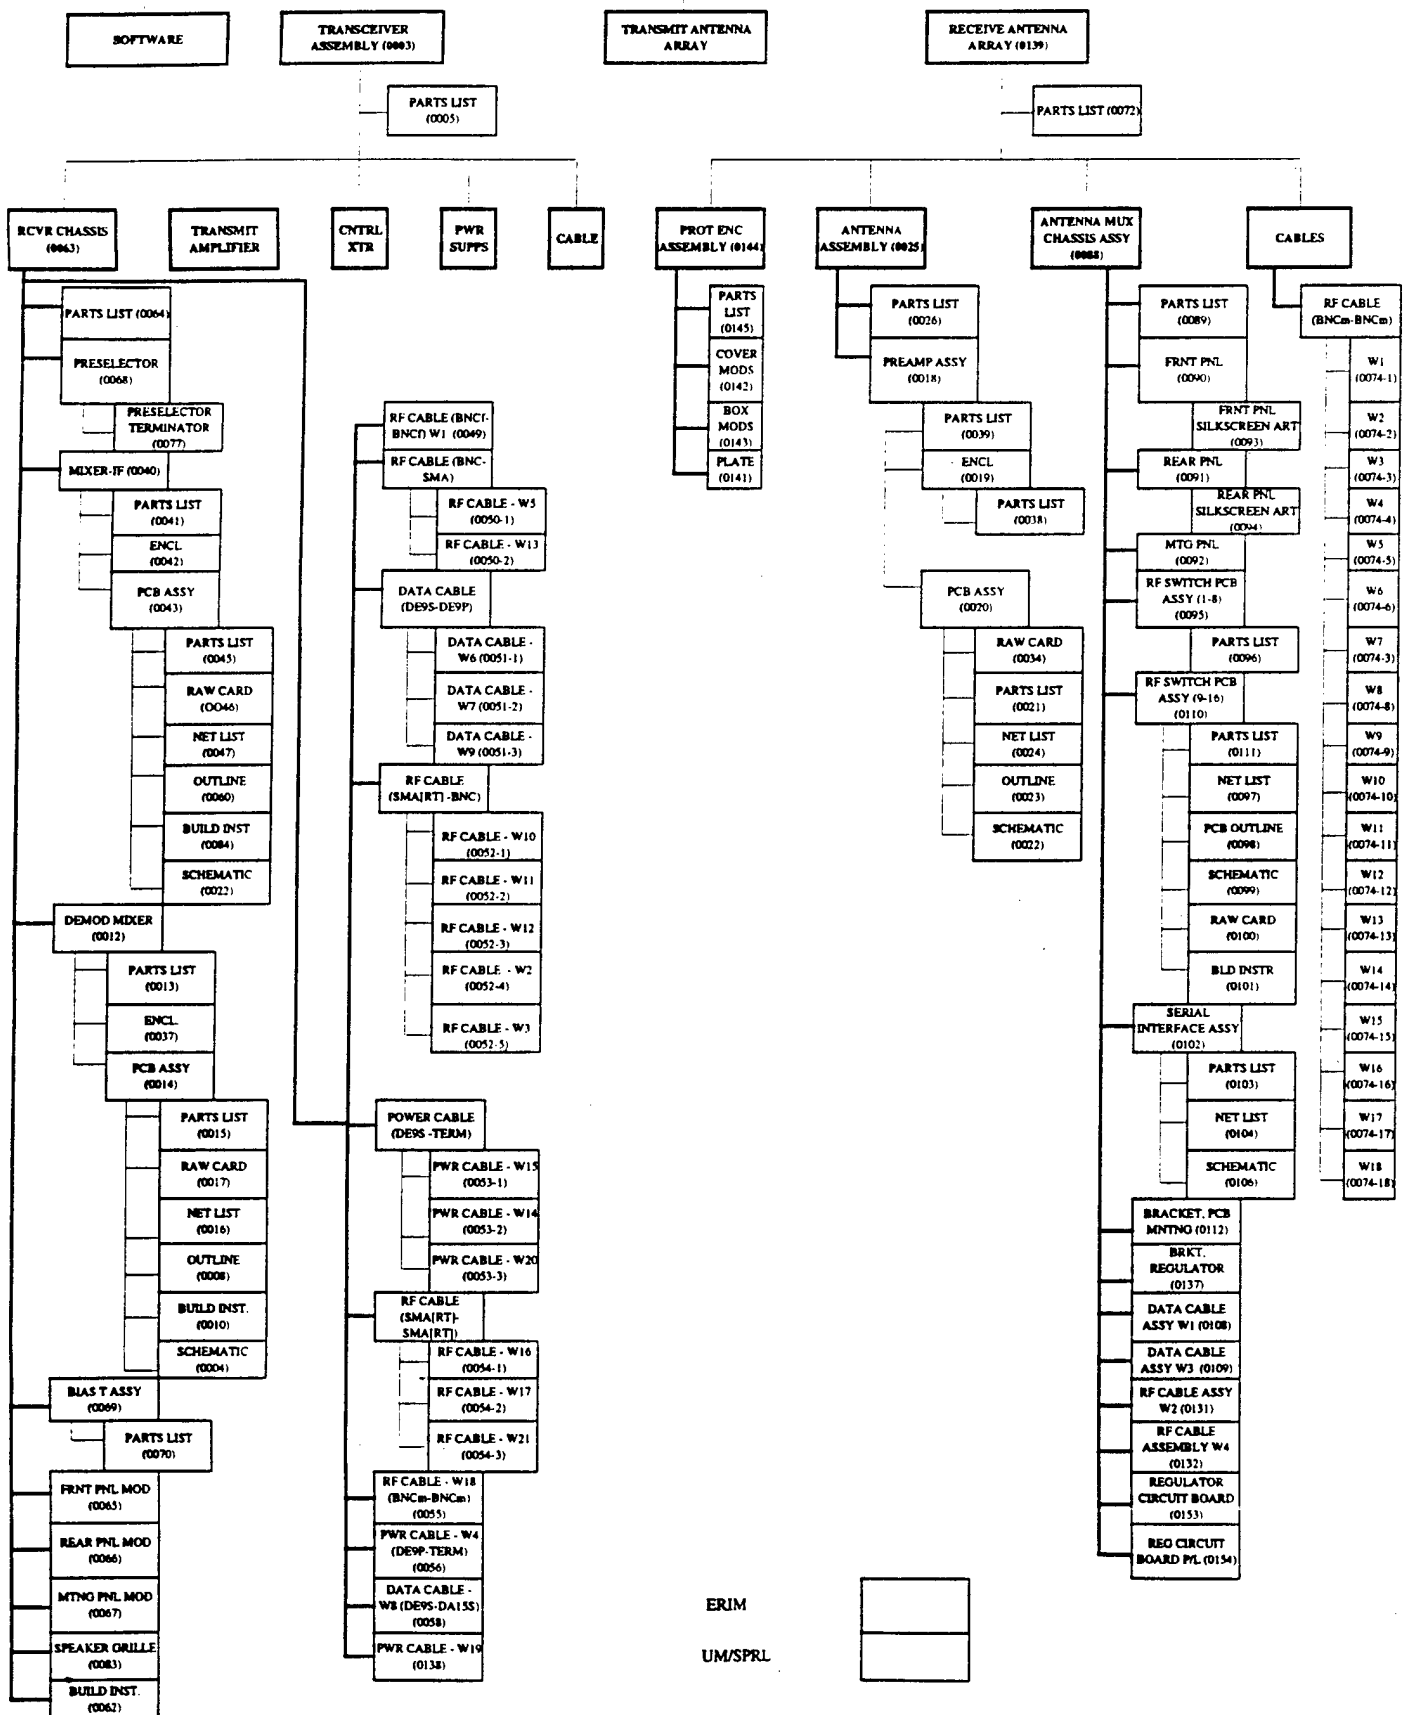 SOFTWARE
TRANSCEIVER
ASSEMBLY (0003)
TRANSMIT ANTENNA
ARRAY
RECEIVE ANTENNA
ARRAY (0139)
PARTS LIST
(0005)
PARTS LIST (0072)
RCVR CHASSIS
(0063)
TRANSMIT
AMPLIFIER
CNTRL
XTR
PWR
SUPPS
CABLE
PROT ENC
ASSEMBLY (0144)
ANTENNA
ASSEMBLY (0025)
ANTENNA MUX
CHASSIS ASSY
(0088)
CABLES
PARTS LIST (0064)
PRESELECTOR
(0068)
PRESELECTOR
TERMINATOR
(0077)
MIXER-IF (0040)
PARTS LIST
(0041)
ENCL
(0042)
PCB ASSY
(0043)
PARTS LIST
(0045)
RAW CARD
(OO46)
NET LIST
(0047)
OUTLINE
(0060)
BUILD INST
(0084)
SCHEMATIC
(0022)
DEMOD MIXER
(0012)
PARTS LIST
(0013)
ENCL
(0037)
PCB ASSY
(0014)
PARTS LIST
(0015)
RAW CARD
(0017)
NET LIST
(0016)
OUTLINE
(0008)
BUILD INST.
(0010)
SCHEMATIC
(0004)
BIAS T ASSY
(0069)
PARTS LIST
(0070)
FRNT PNL MOD
(0065)
REAR PNL MOD
(0066)
MTNG PNL MOD
(0067)
SPEAKER GRILLE
(0083)
BUILD INST.
(0062)
RF CABLE (BNCf-
BNCf) W1 (0049)
RF CABLE (BNC-
SMA)
RF CABLE - W5
(0050-1)
RF CABLE - W13
(0050-2)
DATA CABLE
(DE9S-DE9P)
DATA CABLE -
W6 (0051-1)
DATA CABLE -
W7 (0051-2)
DATA CABLE -
W9 (0051-3)
RF CABLE
(SMA[RT] -BNC)
RF CABLE - W10
(0052-1)
RF CABLE - W11
(0052-2)
RF CABLE - W12
(0052-3)
RF CABLE - W2
(0052-4)
RF CABLE - W3
(0052-5)
POWER CABLE
(DE9S -TERM)
PWR CABLE - W15
(0053-1)
PWR CABLE - W14
(0053-2)
PWR CABLE - W20
(0053-3)
RF CABLE
(SMA[RT]-
SMA[RT])
RF CABLE - W16
(0054-1)
RF CABLE - W17
(0054-2)
RF CABLE - W21
(0054-3)
RF CABLE - W18
(BNCm-BNCm)
(0055)
PWR CABLE - W4
(DE9P-TERM)
(0056)
DATA CABLE -
W8 (DE9S-DA15S)
(0058)
PWR CABLE - W19
(0138)
PARTS
LIST
(0145)
COVER
MODS
(0142)
BOX
MODS
(0143)
PLATE
(0141)
PARTS LIST
(0026)
PREAMP ASSY
(0018)
PARTS LIST
(0039)
ENCL
(0019)
PARTS LIST
(0038)
PCB ASSY
(0020)
RAW CARD
(0034)
PARTS LIST
(0021)
NET LIST
(0024)
OUTLINE
(0023)
SCHEMATIC
(0022)
PARTS LIST
(0089)
FRNT PNL
(0090)
FRNT PNL
SILKSCREEN ART
(0093)
REAR PNL
(0091)
REAR PNL
SILKSCREEN ART
(0094)
MTG PNL
(0092)
RF SWITCH PCB
ASSY (1-8)
(0095)
PARTS LIST
(0096)
RF SWITCH PCB
ASSY (9-16)
(0110)
PARTS LIST
(0111)
NET LIST
(0097)
PCB OUTLINE
(0098)
SCHEMATIC
(0099)
RAW CARD
(0100)
BLD INSTR
(0101)
SERIAL
INTERFACE ASSY
(0102)
PARTS LIST
(0103)
NET LIST
(0104)
SCHEMATIC
(0106)
BRACKET, PCB
MNTNG (0112)
BRKT,
REGULATOR
(0137)
DATA CABLE
ASSY W1 (0108)
DATA CABLE
ASSY W3 (0109)
RF CABLE ASSY
W2 (0131)
RF CABLE
ASSEMBLY W4
(0132)
REGULATOR
CIRCUIT BOARD
(0153)
REG CIRCUIT
BOARD P/L (0154)
RF CABLE
(BNCm-BNCm)
W1
(0074-1)
W2
(0074-2)
W3
(0074-3)
W4
(0074-4)
W5
(0074-5)
W6
(0074-6)
W7
(0074-3)
W8
(0074-8)
W9
(0074-9)
W10
(0074-10)
W11
(0074-11)
W12
(0074-12)
W13
(0074-13)
W14
(0074-14)
W15
(0074-15)
W16
(0074-16)
W17
(0074-17)
W18
(0074-18)
ERIM
UM/SPRL